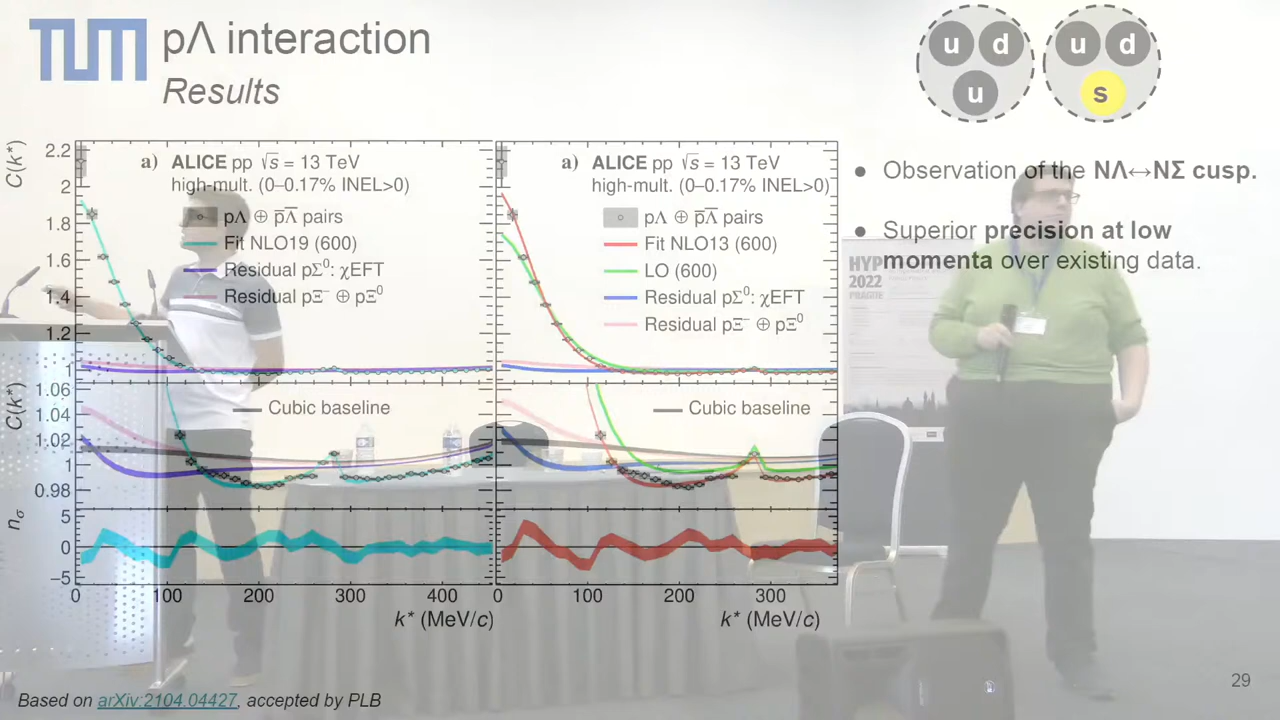 TUM
pΛ interaction
Results
u d
u
u d
s
C(k*)
2.2
2
1.8
1.6
1.4
1.2
a) ALICE pp √s = 13 TeV
high-mult. (0–0.17% INEL>0)
pΛ ⊕ p̅Λ̅ pairs
Fit NLO19 (600)
Residual pΣ⁰: χEFT
Residual pΞ⁻ ⊕ pΞ⁰
C(k*)
1.06
1.04
1.02
1
0.98
Cubic baseline
nσ
5
0
−5
0 100 200 300 400
k* (MeV/c)
a) ALICE pp √s = 13 TeV
high-mult. (0–0.17% INEL>0)
pΛ ⊕ p̅Λ̅ pairs
Fit NLO13 (600)
LO (600)
Residual pΣ⁰: χEFT
Residual pΞ⁻ ⊕ pΞ⁰
Cubic baseline
0 100 200 300
k* (MeV/c)
● Observation of the NΛ↔NΣ cusp.
● Superior precision at low
momenta over existing data.
HYP
2022
PRAGUE
Based on arXiv:2104.04427, accepted by PLB
29